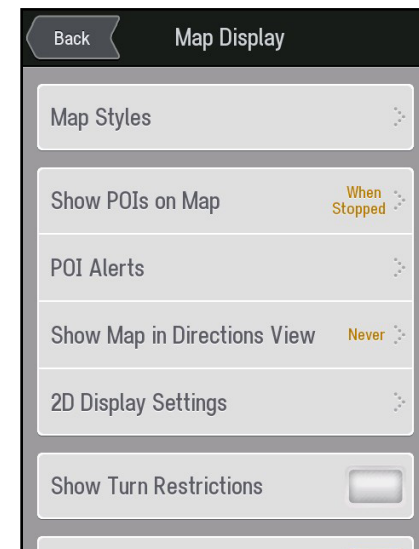 Back
Map Display
Map Styles
Show POIs on Map
When
Stopped
POI Alerts
Show Map in Directions View
Never
2D Display Settings
Show Turn Restrictions